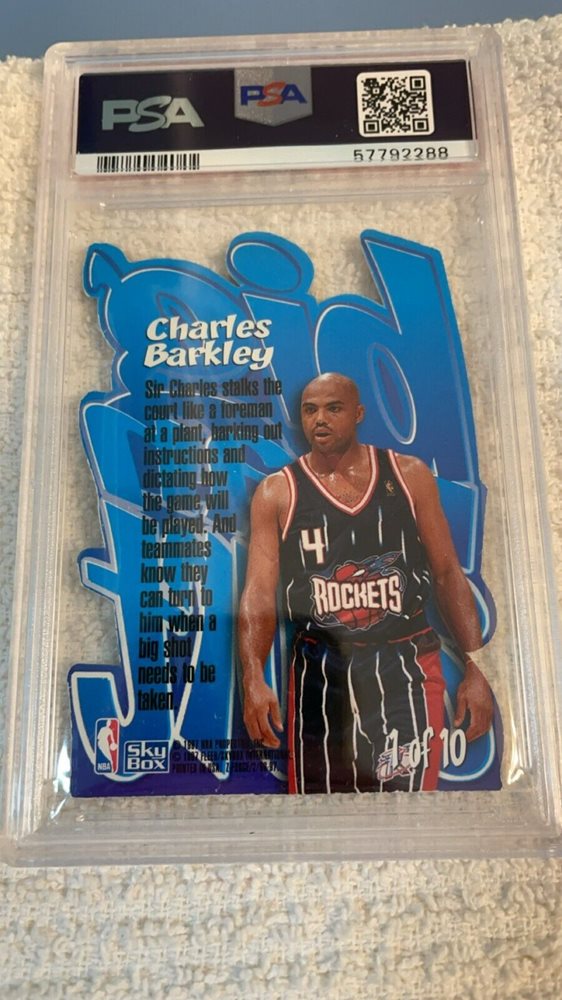 PSA
PSA
57792288
Charles
Barkley
Sir Charles stalks the
court like a foreman
at a plant, barking out
instructions and
dictating how
the game will
be played. And
teammates
know they
can turn to
him when a
big shot
needs to be
taken.
4
ROCKETS
NBA
Sky
BOX
1 of 10